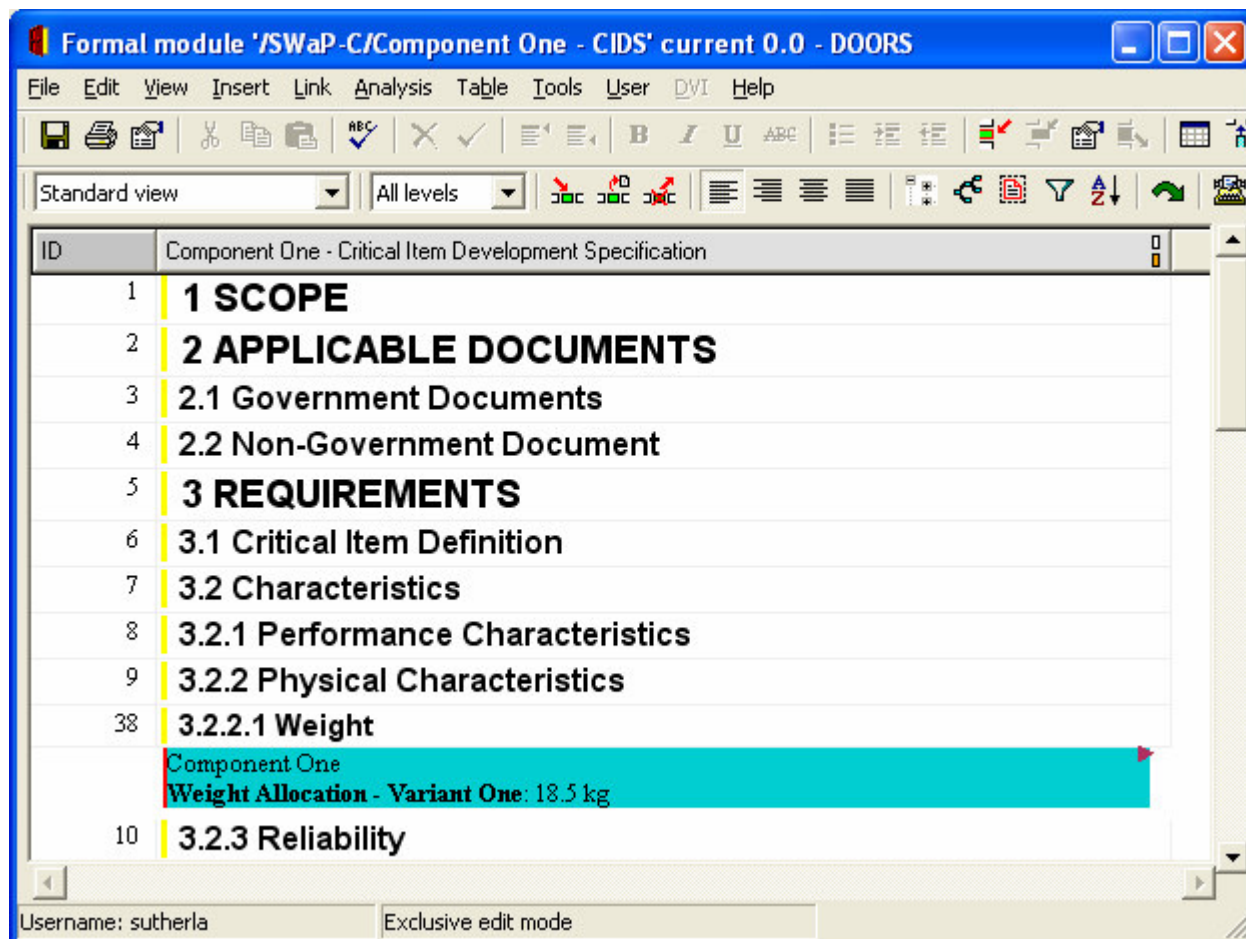 Formal module '/SWaP-C/Component One - CIDS' current 0.0 - DOORS
File Edit View Insert Link Analysis Table Tools User DVI Help
ABC B I U ABC
Standard view All levels A Z
ID Component One - Critical Item Development Specification
1 1 SCOPE
2 2 APPLICABLE DOCUMENTS
3 2.1 Government Documents
4 2.2 Non-Government Document
5 3 REQUIREMENTS
6 3.1 Critical Item Definition
7 3.2 Characteristics
8 3.2.1 Performance Characteristics
9 3.2.2 Physical Characteristics
38 3.2.2.1 Weight
Component One
Weight Allocation - Variant One: 18.5 kg
10 3.2.3 Reliability
Username: sutherla Exclusive edit mode